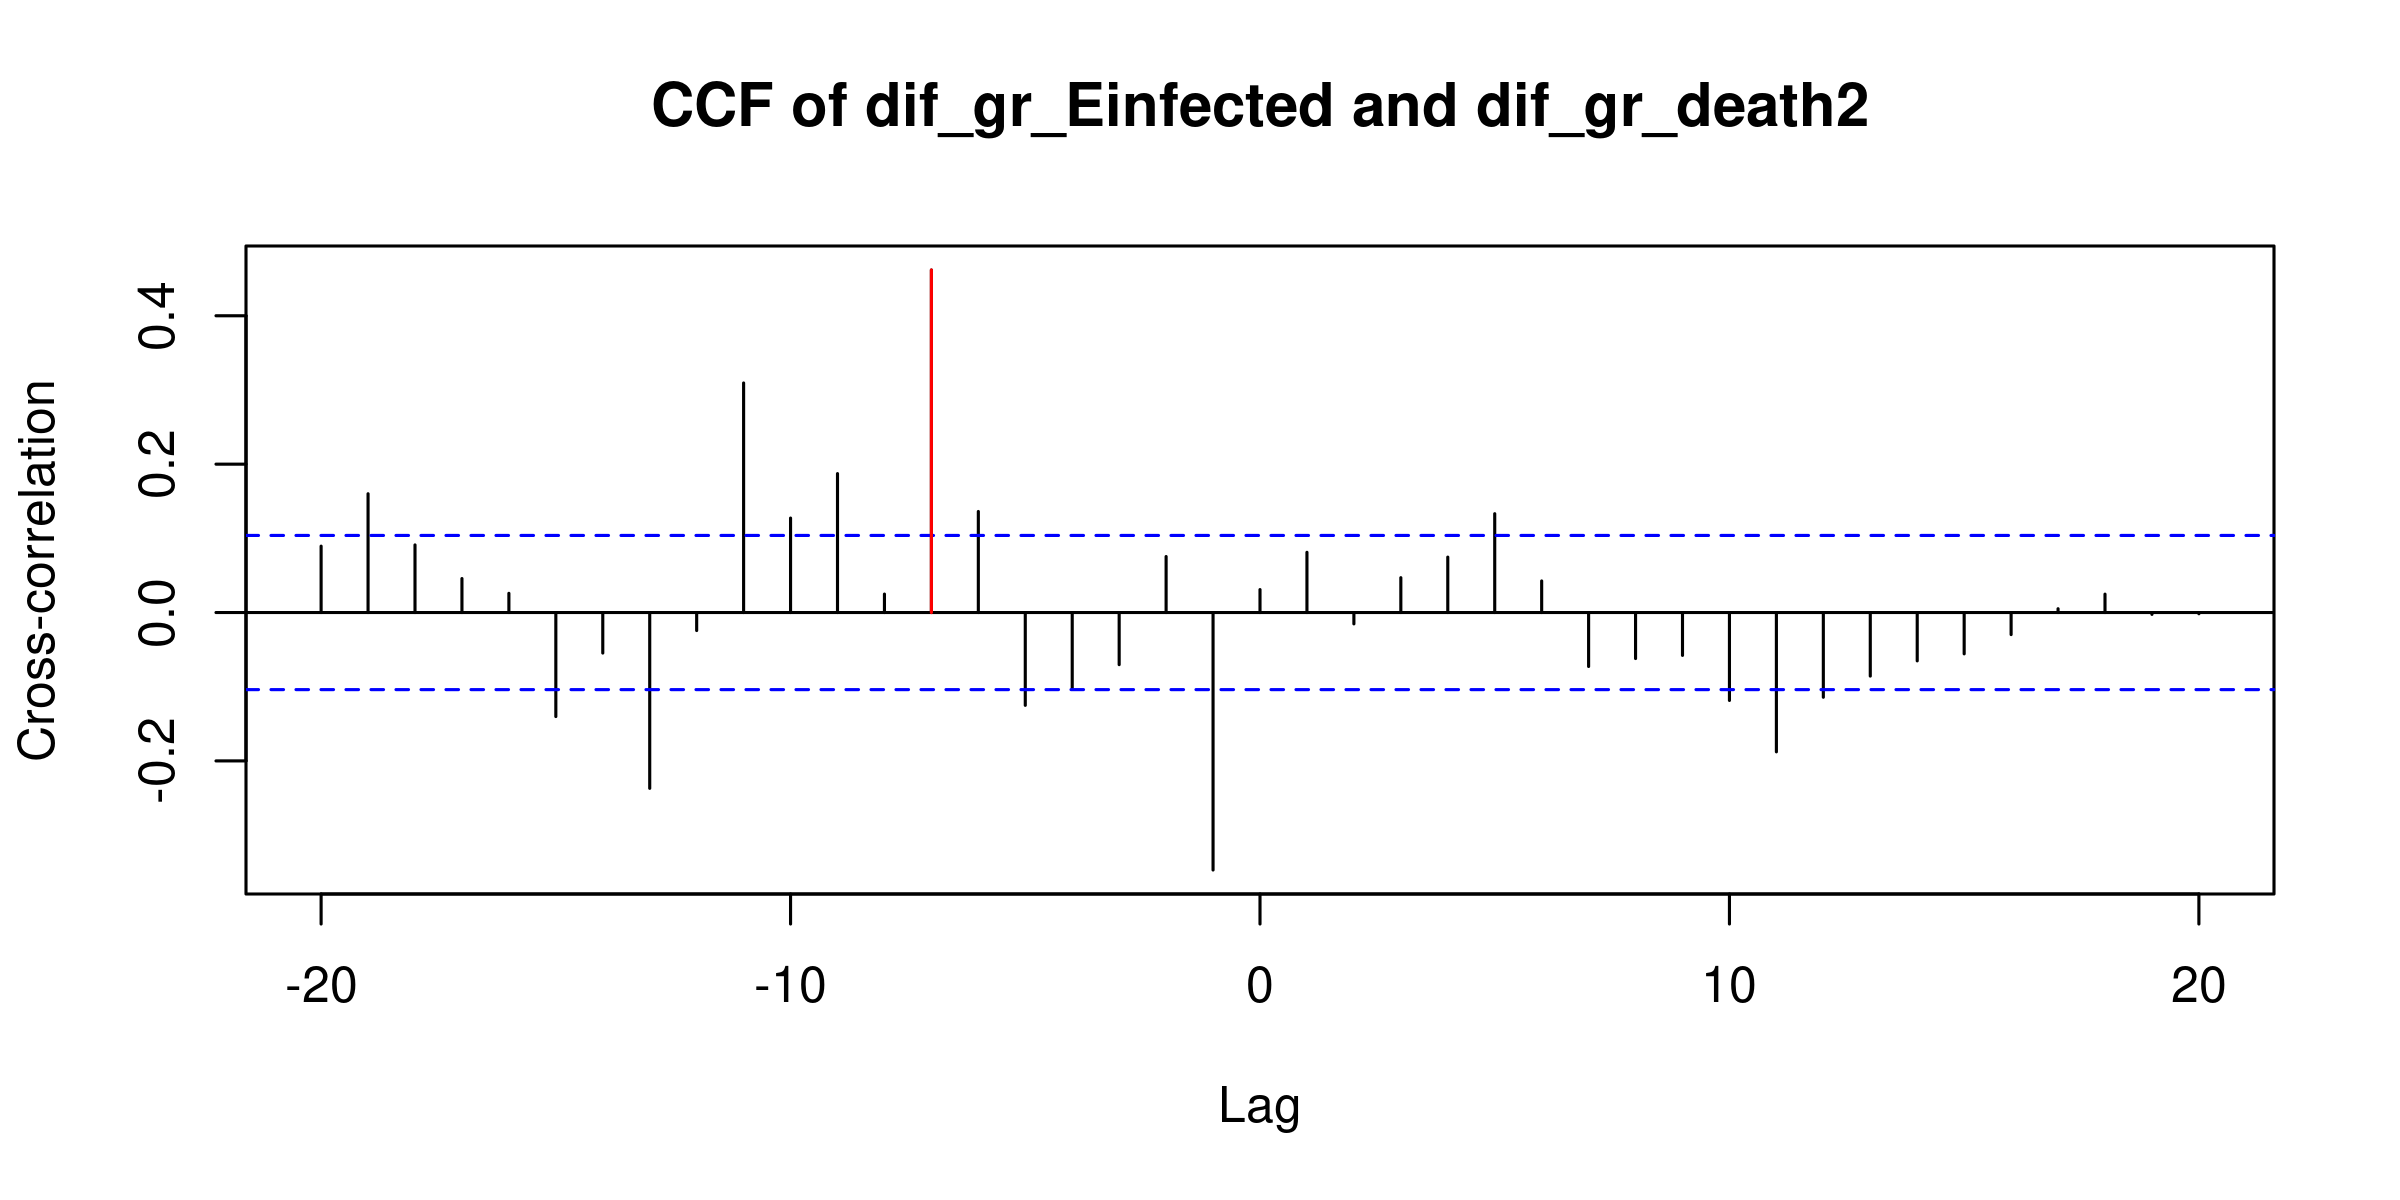 CCF of dif_gr_Einfected and dif_gr_death2
Cross-correlation
0.4
0.2
0.0
-0.2
-20 -10 0 10 20
Lag